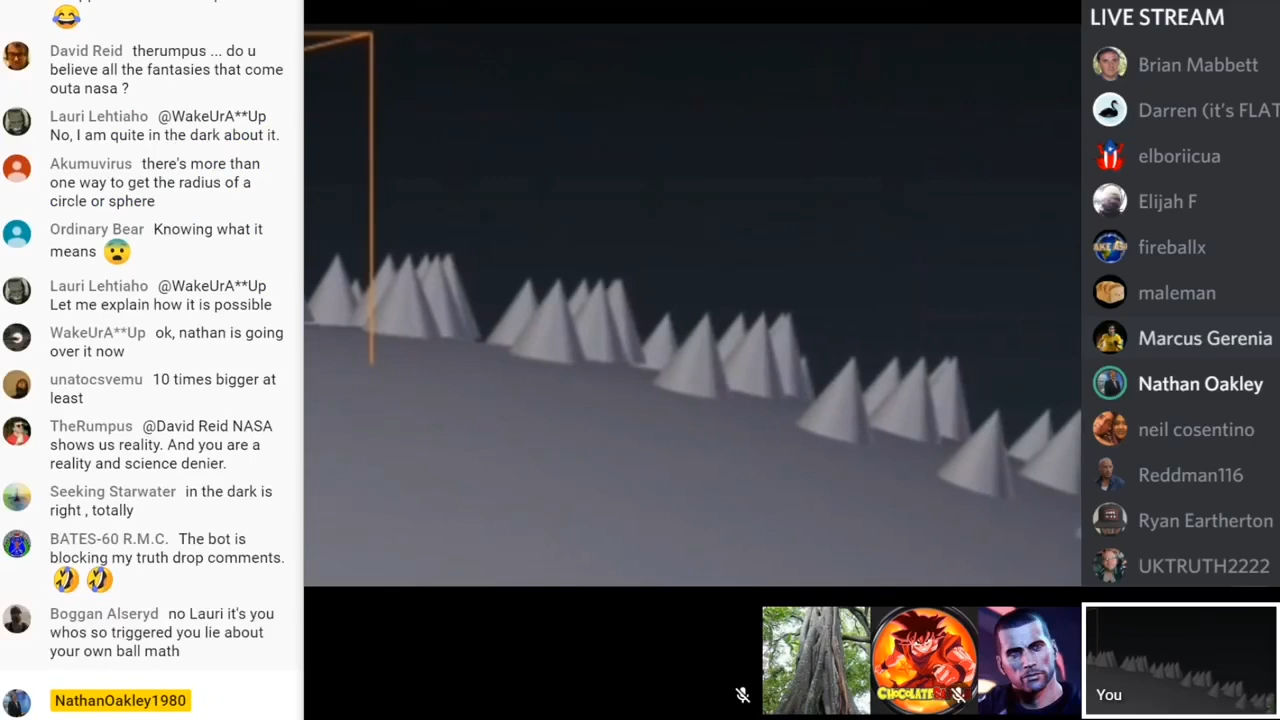 David Reid therumpus ... do u
believe all the fantasies that come
outa nasa ?
Lauri Lehtiaho @WakeUrA**Up
No, I am quite in the dark about it.
Akumuvirus there's more than
one way to get the radius of a
circle or sphere
Ordinary Bear Knowing what it
means
Lauri Lehtiaho @WakeUrA**Up
Let me explain how it is possible
WakeUrA**Up ok, nathan is going
over it now
unatocsvemu 10 times bigger at
least
TheRumpus @David Reid NASA
shows us reality. And you are a
reality and science denier.
Seeking Starwater in the dark is
right , totally
BATES-60 R.M.C. The bot is
blocking my truth drop comments.
Boggan Alseryd no Lauri it's you
whos so triggered you lie about
your own ball math
NathanOakley1980
LIVE STREAM
Brian Mabbett
Darren (it's FLAT
elboriicua
Elijah F
fireballx
maleman
Marcus Gerenia
Nathan Oakley
neil cosentino
Reddman116
Ryan Eartherton
UKTRUTH2222
You